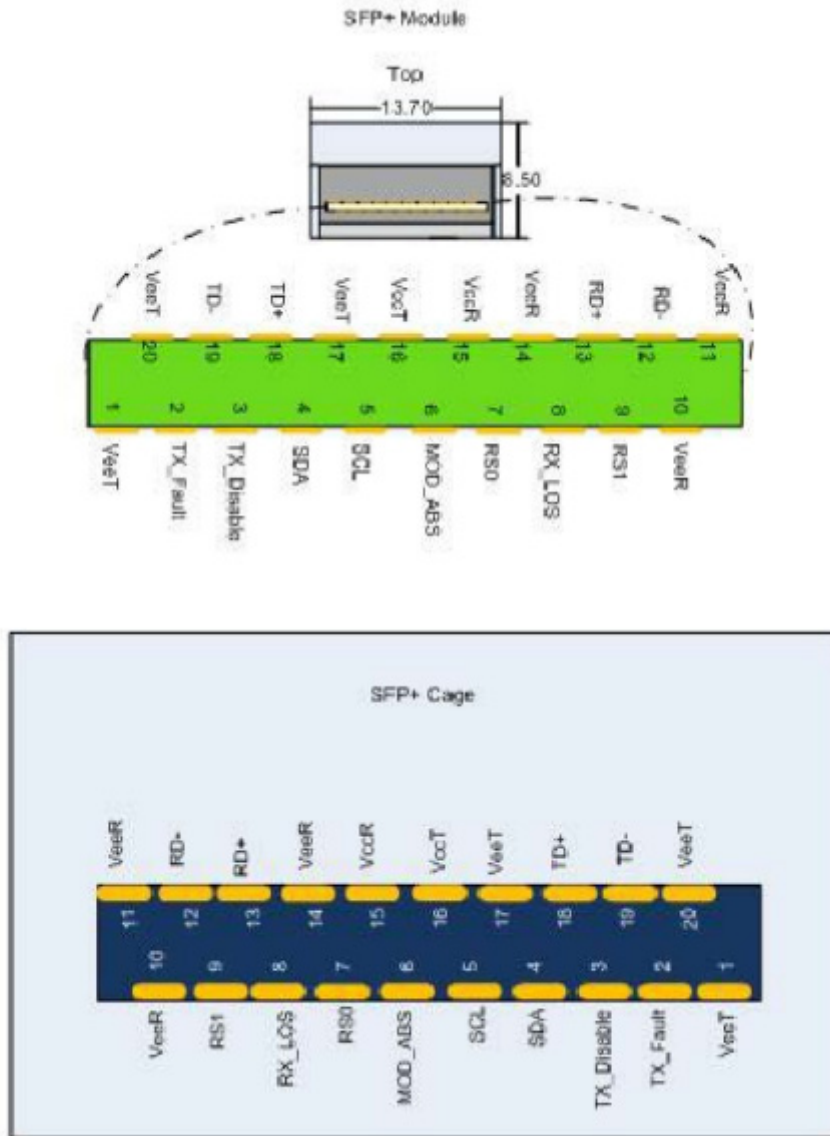 SFP+ Module
Top
13.70
8.50
VeeT TD- TD+ VeeT VccT VccR VeeR RD+ RD- VeeR
20 19 18 17 16 15 14 13 12 11
1 2 3 4 5 6 7 8 9 10
VeeT TX_Fault TX_Disable SDA SCL MOD_ABS RS0 RX_LOS RS1 VeeR
SFP+ Cage
VeeR RD- RD+ VeeR VccR VccT VeeT TD+ TD- VeeT
11 12 13 14 15 16 17 18 19 20
10 9 8 7 6 5 4 3 2 1
VeeR RS1 RX_LOS RS0 MOD_ABS SCL SDA TX_Disable TX_Fault VeeT